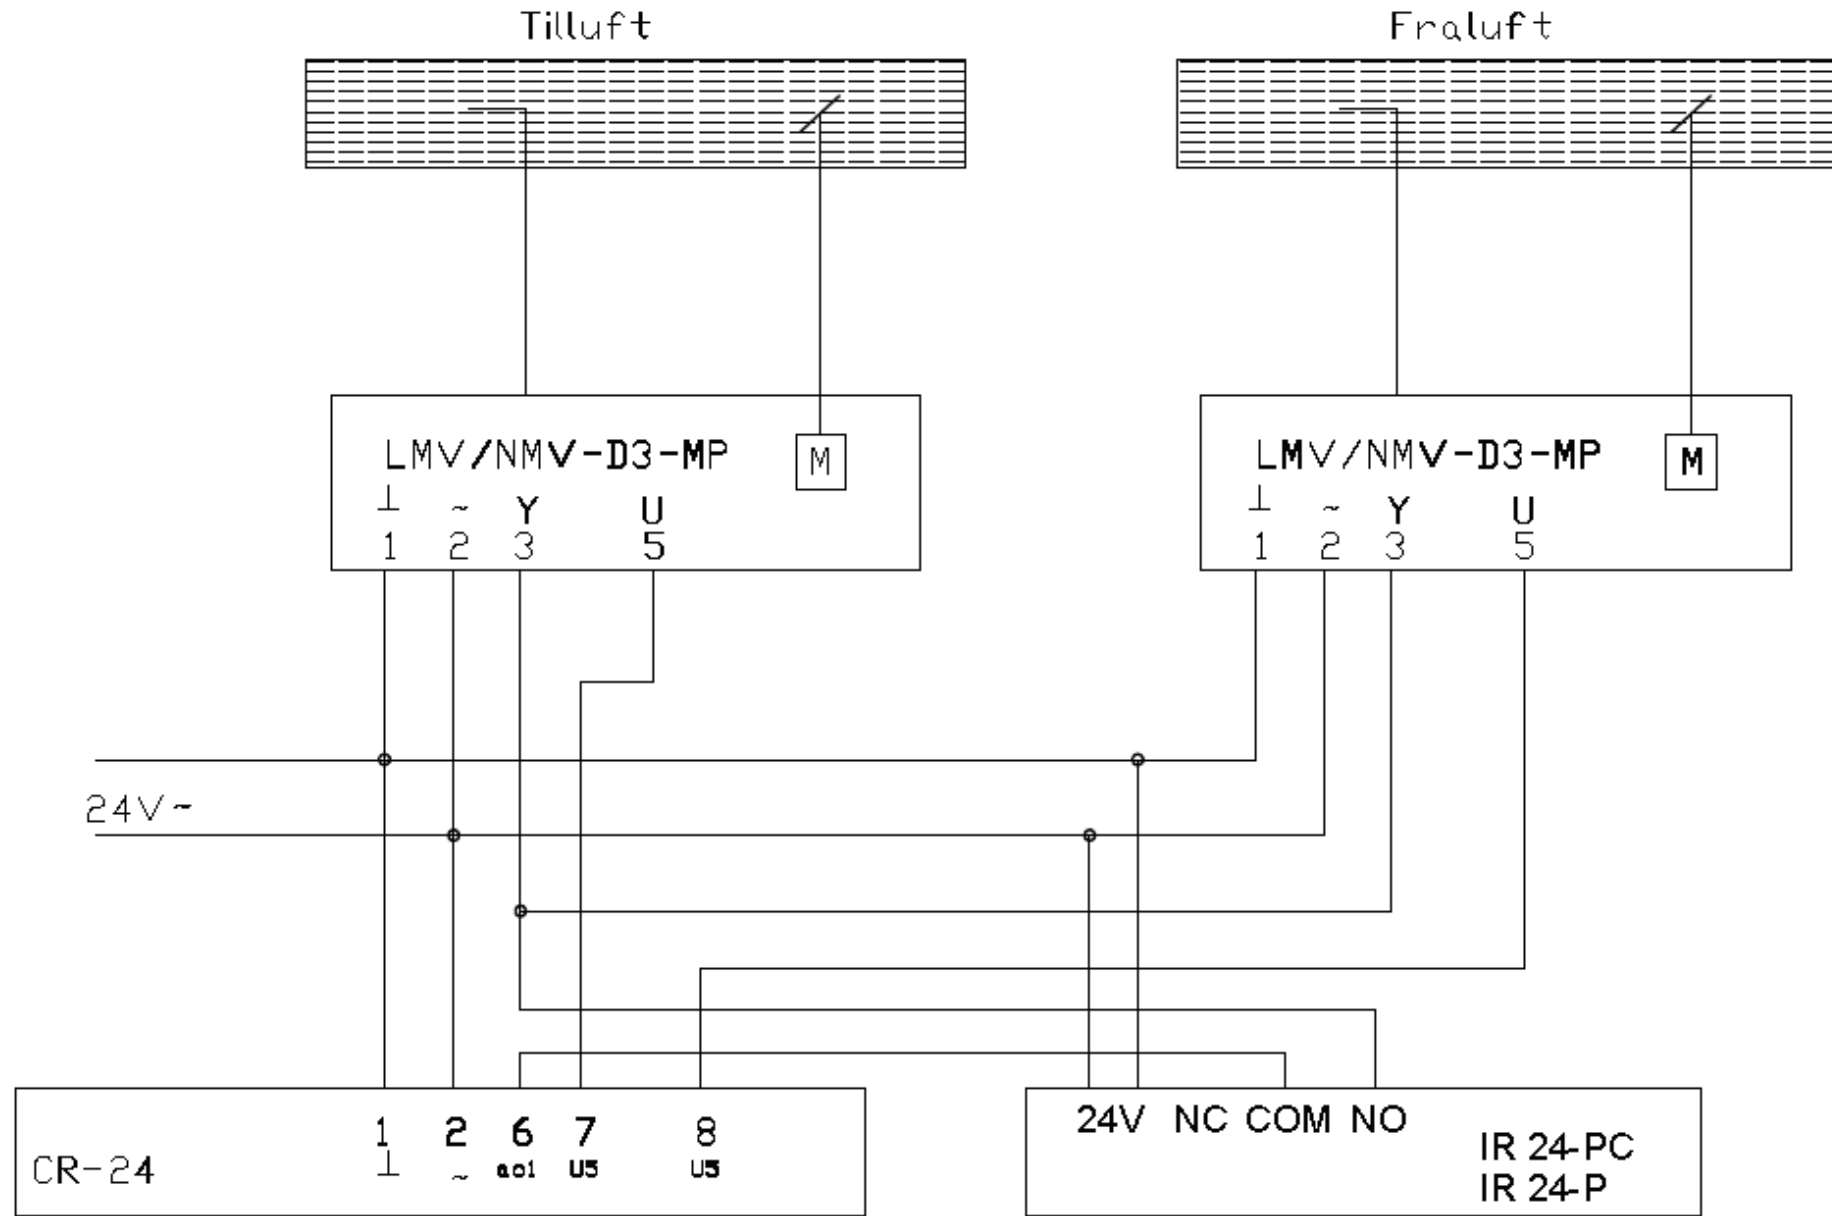 Tilluft
Fraluft
LMV/NMV-D3-MP M
⊥ ~ Y U
1 2 3 5
LMV/NMV-D3-MP M
⊥ ~ Y U
1 2 3 5
24V~
1 2 6 7 8
⊥ ~ ao1 U5 U5
CR-24
24V NC COM NO
IR 24-PC
IR 24-P